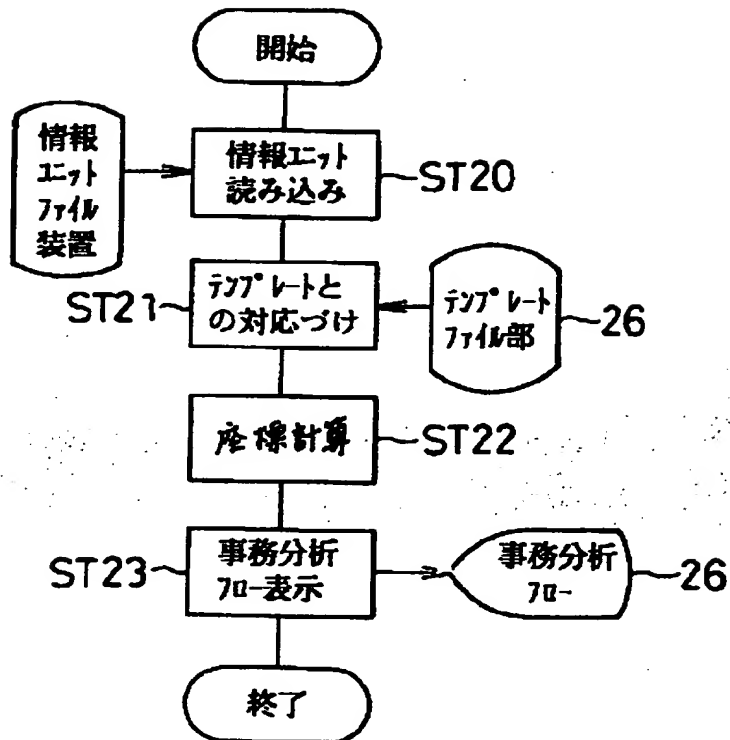 開始
情報
ユニット
ファイル
装置
情報ユニット
読み込み
ST20
ST21
テンプレートと
の対応づけ
テンプレート
ファイル部
26
座標計算
ST22
ST23
事務分析
フロー表示
事務分析
フロー
26
終了